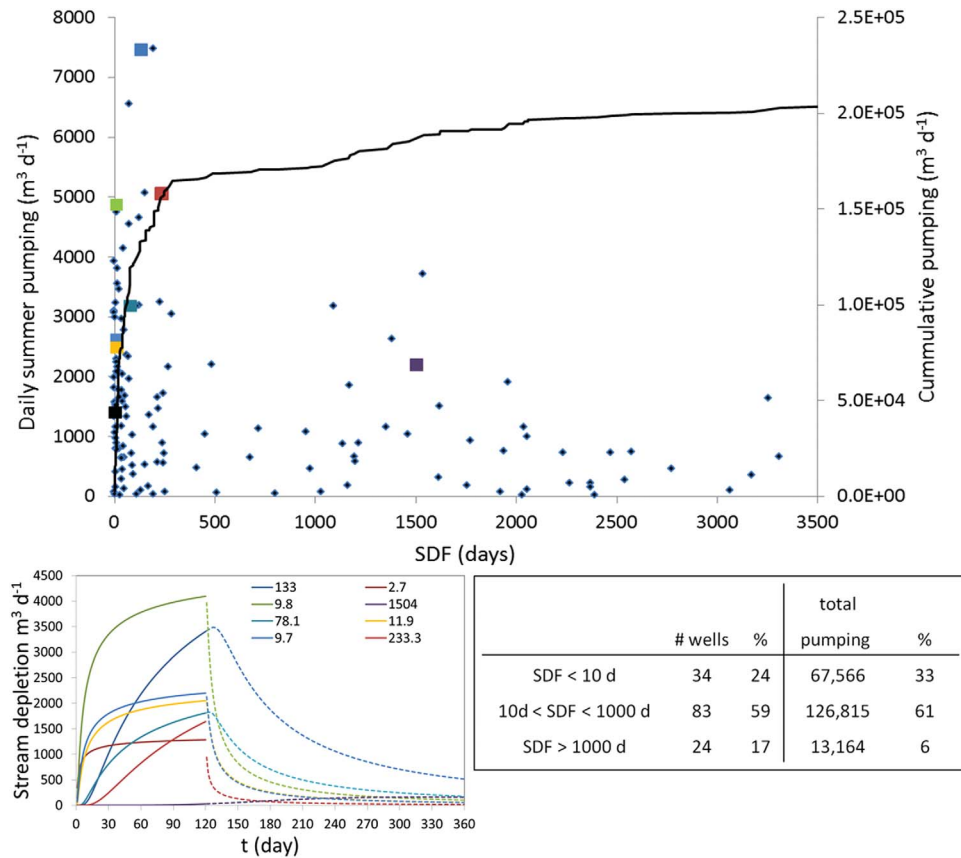 8000
7000
6000
5000
4000
3000
2000
1000
0
Daily summer pumping (m³ d⁻¹)
2.5E+05
2.0E+05
1.5E+05
1.0E+05
5.0E+04
0.0E+00
Cummulative pumping (m³ d⁻¹)
0 500 1000 1500 2000 2500 3000 3500
SDF (days)
4500
4000
3500
3000
2500
2000
1500
1000
500
0
Stream depletion m³ d⁻¹
133 2.7
9.8 1504
78.1 11.9
9.7 233.3
0 30 60 90 120 150 180 210 240 270 300 330 360
t (day)
total
# wells % pumping %
SDF < 10 d 34 24 67,566 33
10d < SDF < 1000 d 83 59 126,815 61
SDF > 1000 d 24 17 13,164 6